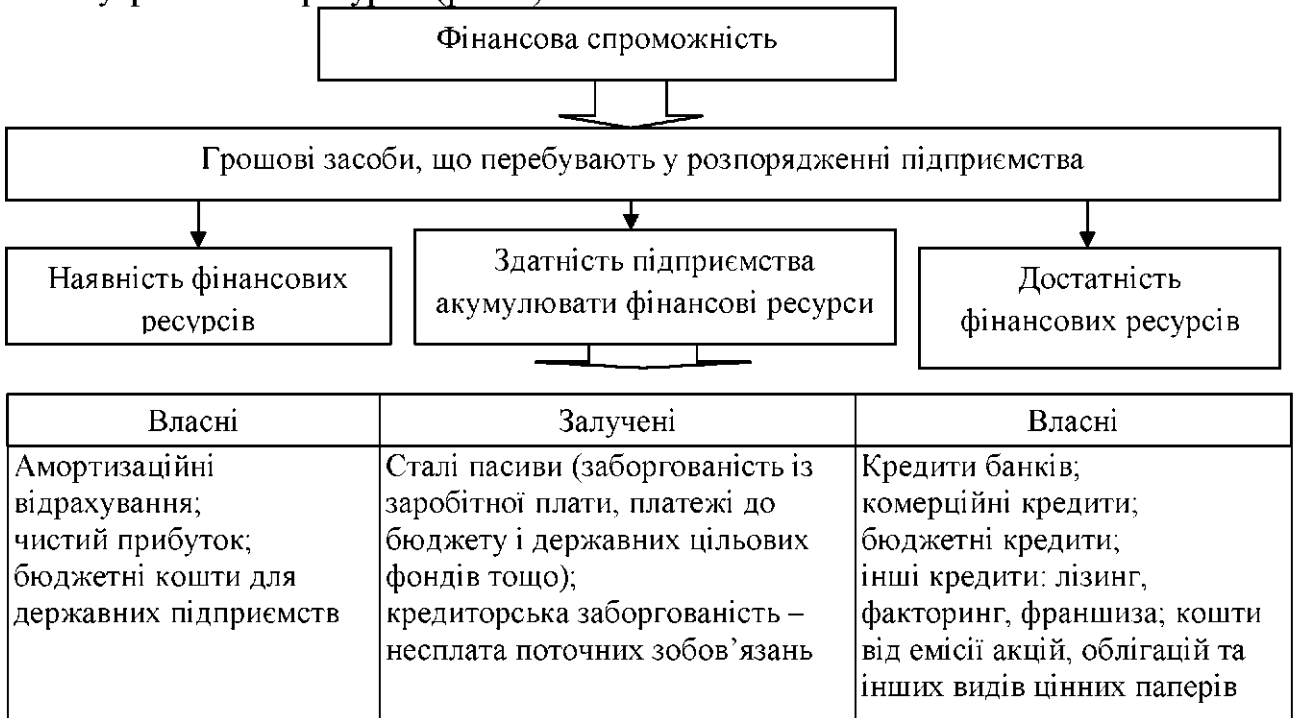 Фінансова спроможність
Грошові засоби, що перебувають у розпорядженні підприємства
Наявність фінансових
ресурсів
Здатність підприємства
акумулювати фінансові ресурси
Достатність
фінансових ресурсів
Власні
Залучені
Власні
Амортизаційні
відрахування;
чистий прибуток;
бюджетні кошти для
державних підприємств
Сталі пасиви (заборгованість із
заробітної плати, платежі до
бюджету і державних цільових
фондів тощо);
кредиторська заборгованість –
несплата поточних зобов’язань
Кредити банків;
комерційні кредити;
бюджетні кредити;
інші кредити: лізинг,
факторинг, франшиза; кошти
від емісії акцій, облігацій та
інших видів цінних паперів